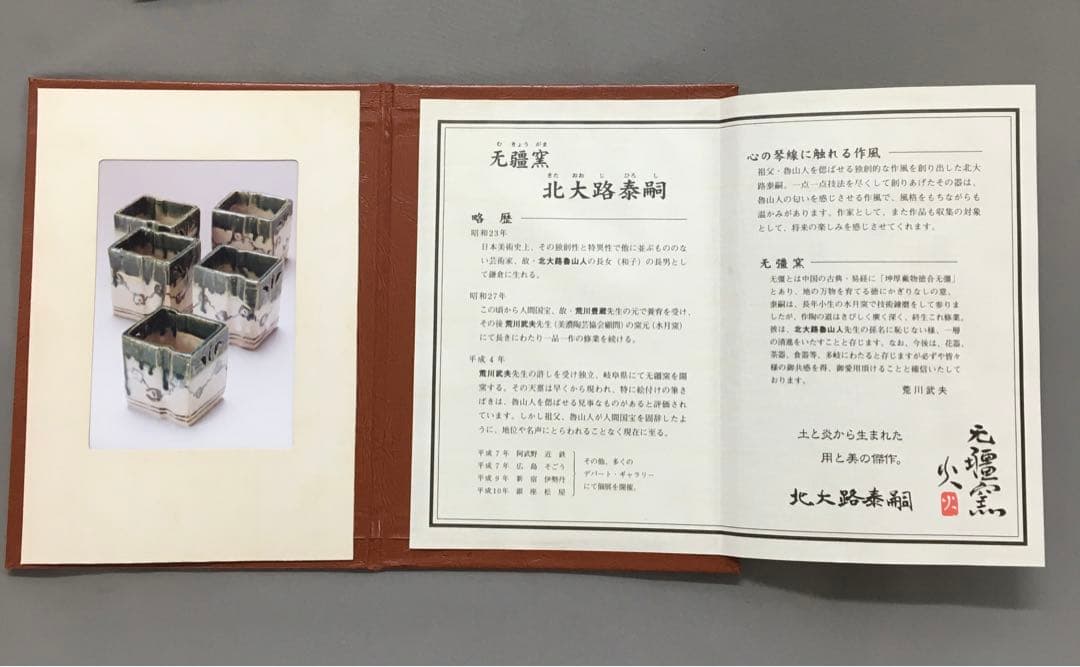 む きょう がま
无疆窯
きた おお じ ひろ し
北大路泰嗣
略 歴
昭和23年
日本美術史上、その独創性と特異性で他に並ぶもののな
い芸術家、故・北大路魯山人の長女（和子）の長男とし
て鎌倉に生れる。
昭和27年
この頃から人間国宝、故・荒川豊蔵先生の元で養育を受け、
その後荒川武夫先生（美濃陶芸協会顧問）の窯元（水月窯）
にて長きにわたり一品一作の修業を続ける。
平成 4 年
荒川武夫先生の許しを受け独立、岐阜県にて无疆窯を開
窯する。その天稟は早くから現われ、特に絵付けの筆さ
ばきは、魯山人を偲ばせる見事なものがあると評価され
ています。しかし祖父、魯山人が人間国宝を固辞したよ
うに、地位や名声にとらわれることなく現在に至る。
平成 7 年 阿武野 近 鉄
平成 7 年 広 島 そごう
平成 9 年 新 宿 伊勢丹
平成10年 銀 座 松 屋
その他、多くの
デパート・ギャラリー
にて個展を開催。
心の琴線に触れる作風
祖父・魯山人を偲ばせる独創的な作風を創り出した北大
路泰嗣。一点一点技法を尽くして創りあげたその器は、
魯山人の匂いを感じさせる作風で、風格をもちながらも
温かみがあります。作家として、また作品も収集の対象
として、将来の楽しみを感じさせてくれます。
无疆窯
无疆とは中国の古典・易経に「坤厚載物徳合无疆」
とあり、地の万物を育てる徳にかぎりなしの意。
泰嗣は、長年小生の水月窯で技術錬磨をして参りま
したが、作陶の道はきびしく廣く深く、終生これ修業。
彼は、北大路魯山人先生の孫名に恥じない様、一層
の精進をいたすことと存じます。なお、今後は、花器、
茶器、食器等、多岐にわたると存じますが必ずや皆々
様の御共感を得、御愛用頂けることと確信いたして
おります。
荒川武夫
土と炎から生まれた
用と美の傑作。
北大路泰嗣
无疆窯